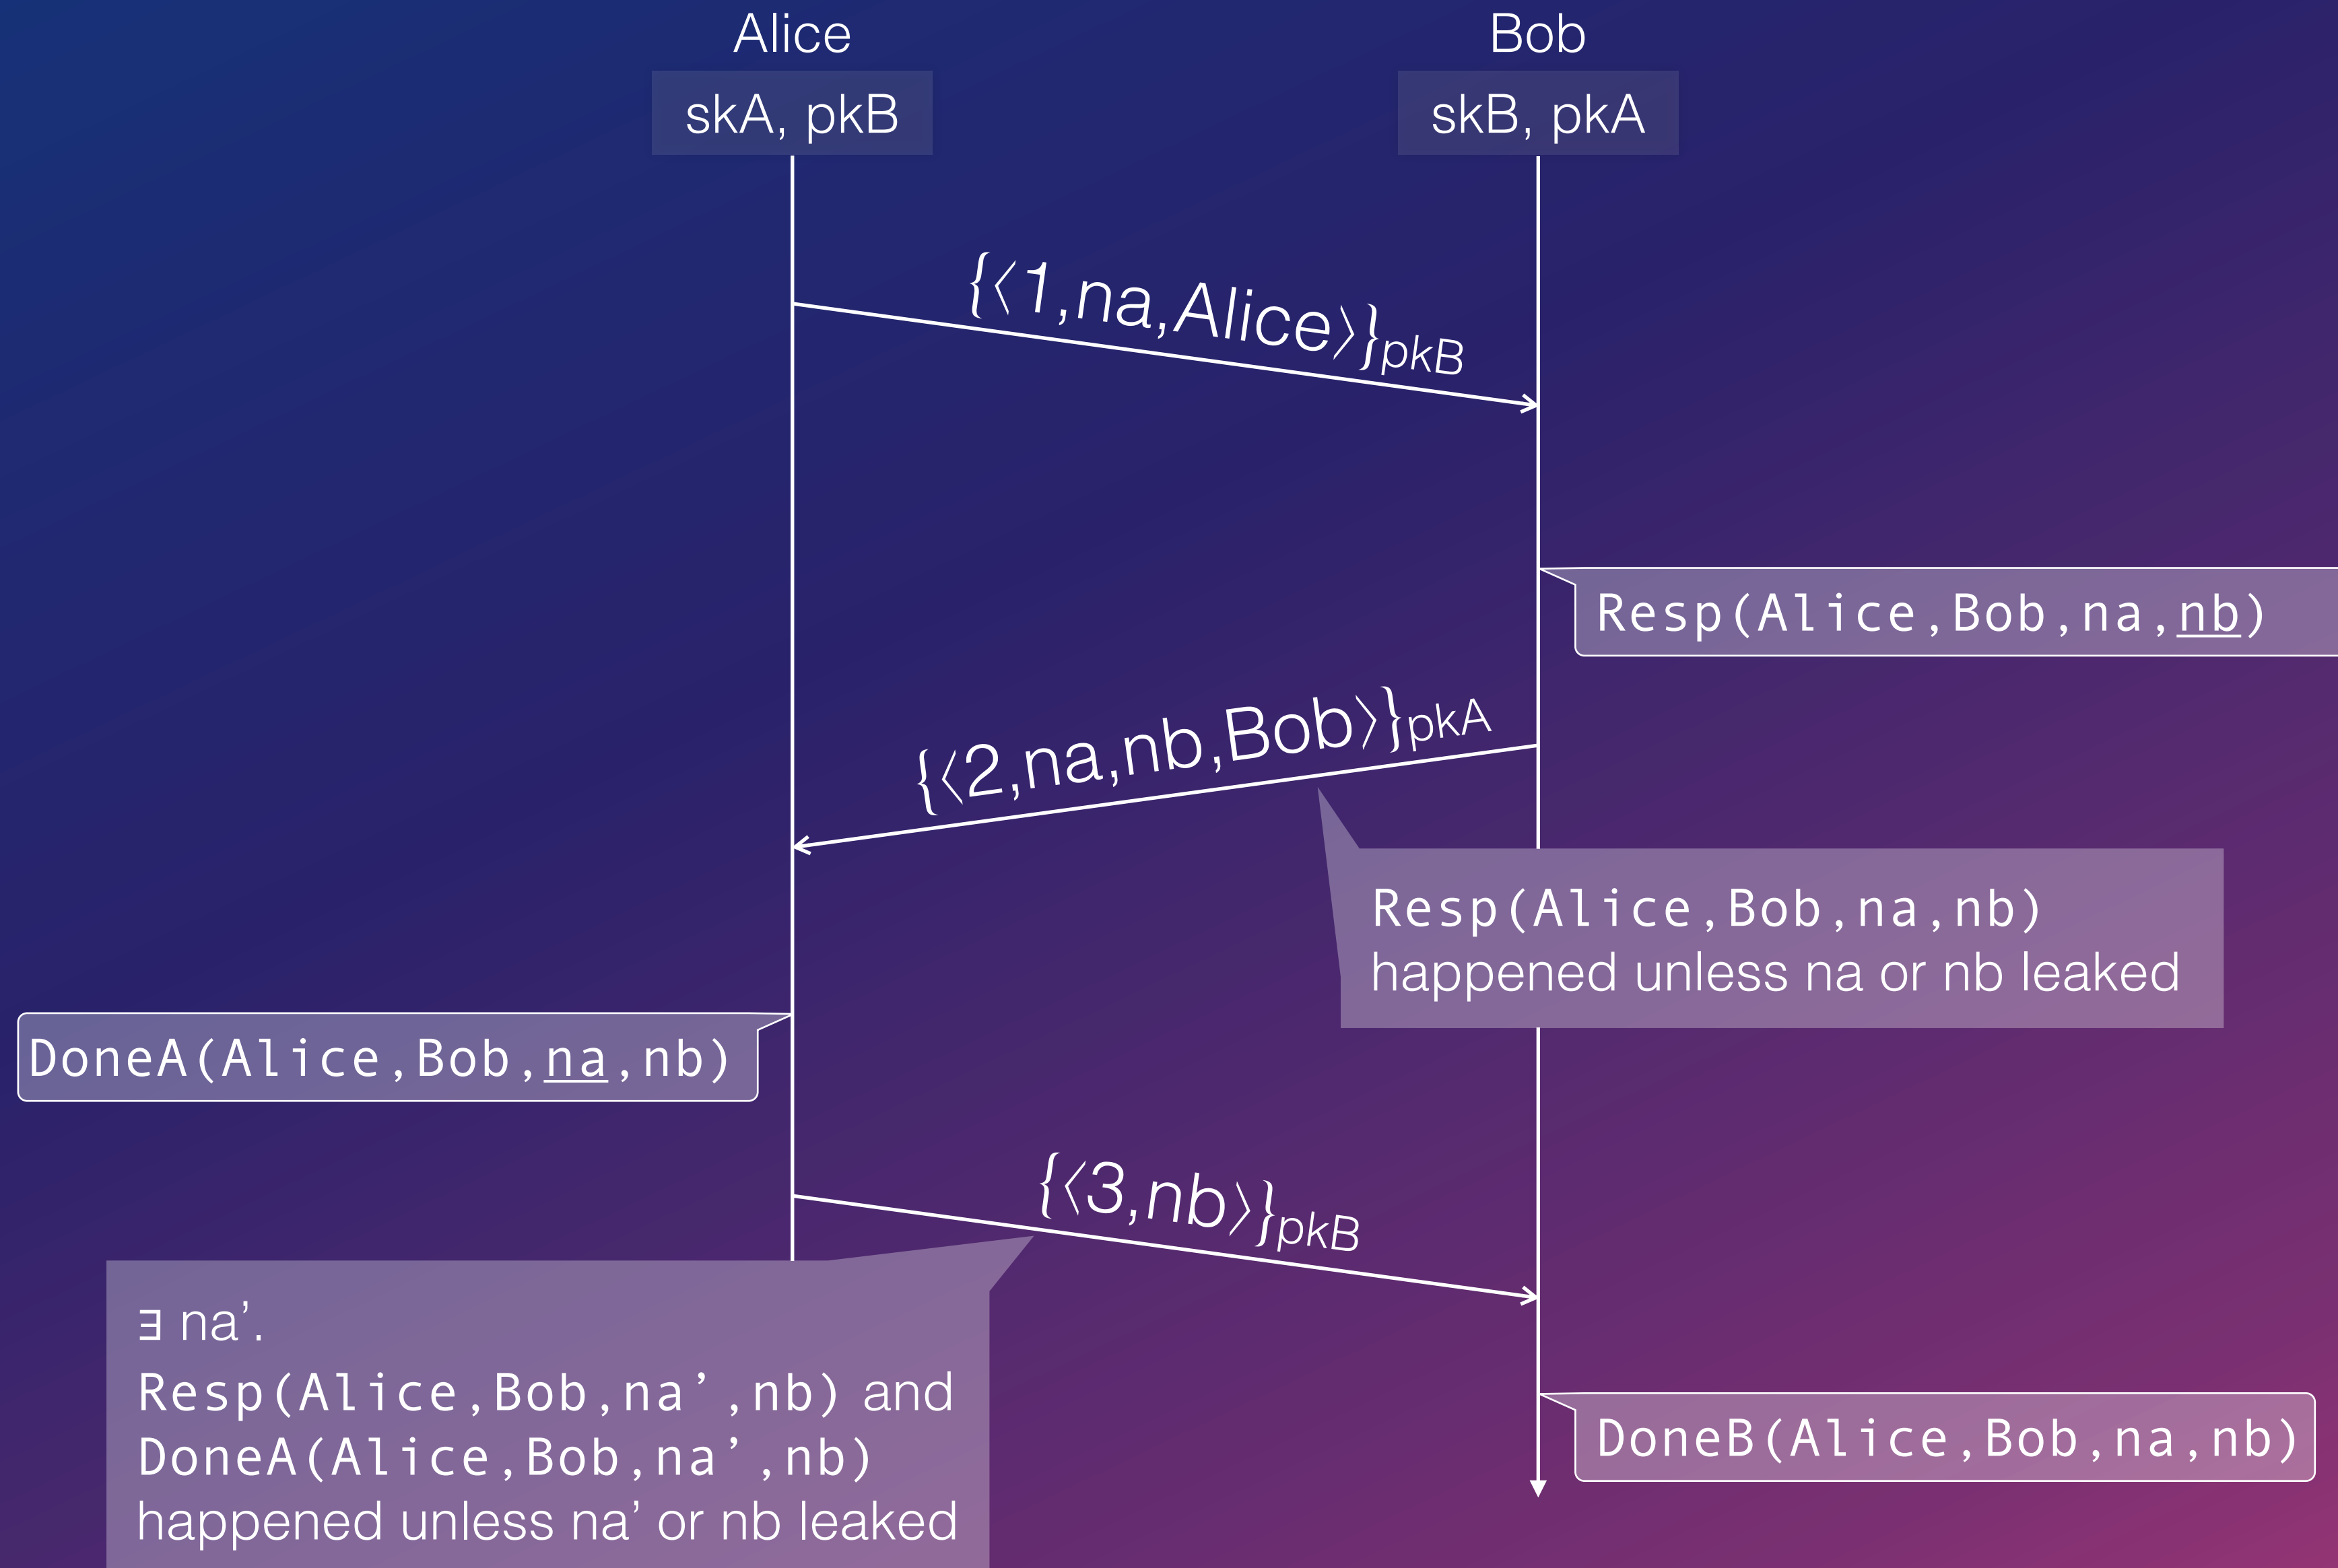 Alice
Bob
skA, pkB
skB, pkA
{⟨1,na,Alice⟩}pkB
Resp(Alice,Bob,na,nb)
{⟨2,na,nb,Bob⟩}pkA
Resp(Alice,Bob,na,nb)
happened unless na or nb leaked
DoneA(Alice,Bob,na,nb)
{⟨3,nb⟩}pkB
∃ na’.
Resp(Alice,Bob,na’,nb) and
DoneA(Alice,Bob,na’,nb)
happened unless na’ or nb leaked
DoneB(Alice,Bob,na,nb)